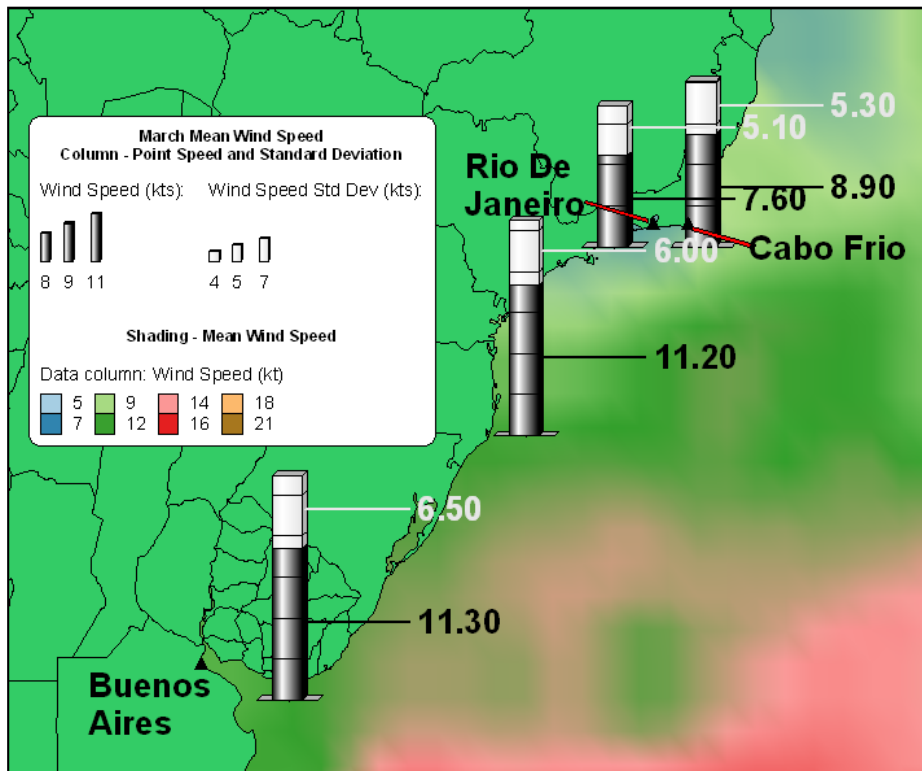 March Mean Wind Speed
Column - Point Speed and Standard Deviation
Wind Speed (kts):
Wind Speed Std Dev (kts):
8 9 11
4 5 7
Shading - Mean Wind Speed
Data column: Wind Speed (kt)
5 9 14 18
7 12 16 21
5.30
5.10
Rio De
Janeiro
8.90
7.60
Cabo Frio
6.00
11.20
6.50
11.30
Buenos
Aires